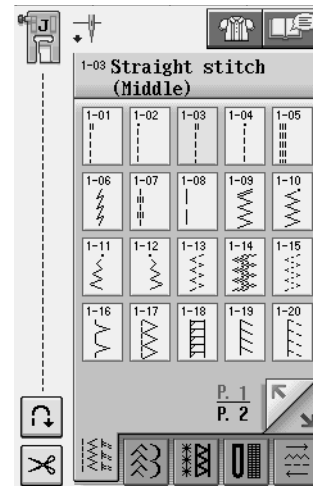 J
1-03 Straight stitch
(Middle)
1-01 1-02 1-03 1-04 1-05
1-06 1-07 1-08 1-09 1-10
1-11 1-12 1-13 1-14 1-15
1-16 1-17 1-18 1-19 1-20
P. 1
P. 2